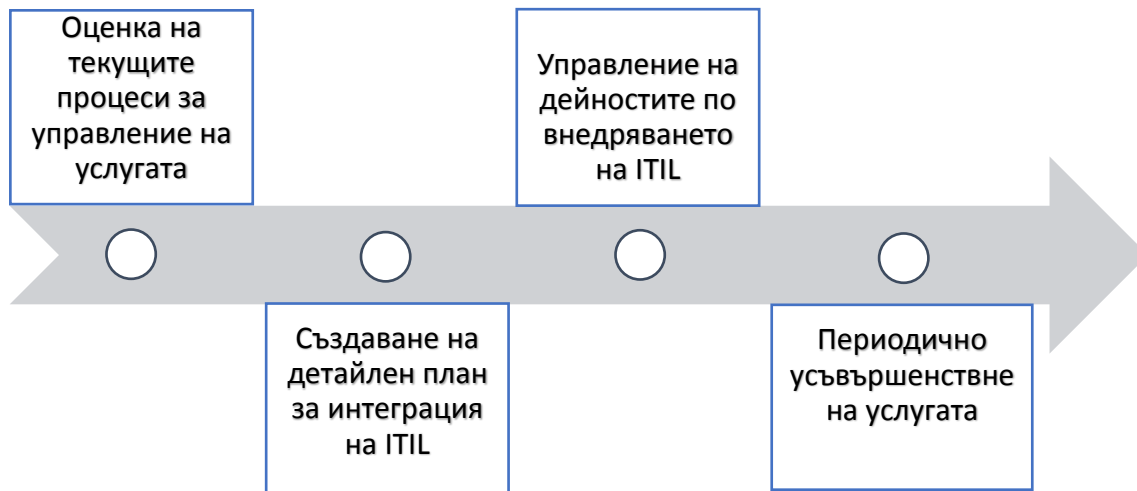 Оценка на
текущите
процеси за
управление на
услугата
Създаване на
детайлен план
за интеграция
на ITIL
Управление на
дейностите по
внедряването
на ITIL
Периодично
усъвършенствне
на услугата